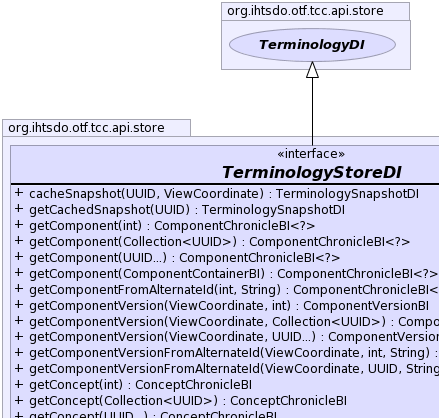 org.ihtsdo.otf.tcc.api.store
TerminologyDI
org.ihtsdo.otf.tcc.api.store
«interface»
TerminologyStoreDI
+ cacheSnapshot(UUID, ViewCoordinate) : TerminologySnapshotDI
+ getCachedSnapshot(UUID) : TerminologySnapshotDI
+ getComponent(int) : ComponentChronicleBI<?>
+ getComponent(Collection<UUID>) : ComponentChronicleBI<?>
+ getComponent(UUID...) : ComponentChronicleBI<?>
+ getComponent(ComponentContainerBI) : ComponentChronicleBI<?>
+ getComponentFromAlternateId(int, String) : ComponentChronicleBI<
+ getComponentVersion(ViewCoordinate, int) : ComponentVersionBI
+ getComponentVersion(ViewCoordinate, Collection<UUID>) : Compo
+ getComponentVersion(ViewCoordinate, UUID...) : ComponentVersion
+ getComponentVersionFromAlternateId(ViewCoordinate, int, String) :
+ getComponentVersionFromAlternateId(ViewCoordinate, UUID, String
+ getConcept(int) : ConceptChronicleBI
+ getConcept(Collection<UUID>) : ConceptChronicleBI
+ getConcept(UUID...) : ConceptChronicleBI